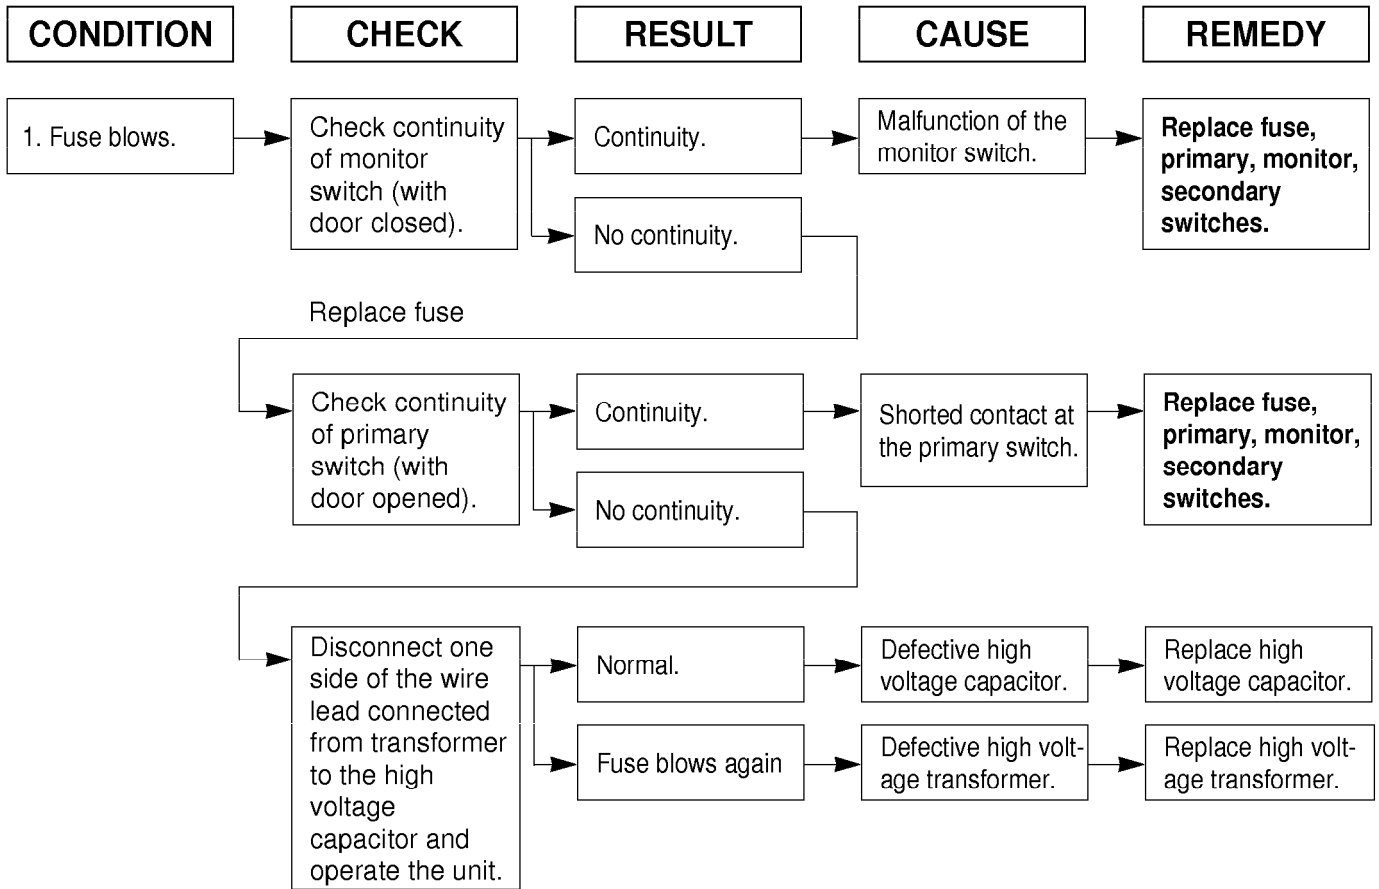 CONDITION
CHECK
RESULT
CAUSE
REMEDY
1. Fuse blows.
Check continuity
of monitor
switch (with
door closed).
Continuity.
Malfunction of the
monitor switch.
Replace fuse,
primary, monitor,
secondary
switches.
No continuity.
Replace fuse
Check continuity
of primary
switch (with
door opened).
Continuity.
Shorted contact at
the primary switch.
Replace fuse,
primary, monitor,
secondary
switches.
No continuity.
Disconnect one
side of the wire
lead connected
from transformer
to the high
voltage
capacitor and
operate the unit.
Normal.
Defective high
voltage capacitor.
Replace high
voltage capacitor.
Fuse blows again
Defective high volt-
age transformer.
Replace high volt-
age transformer.